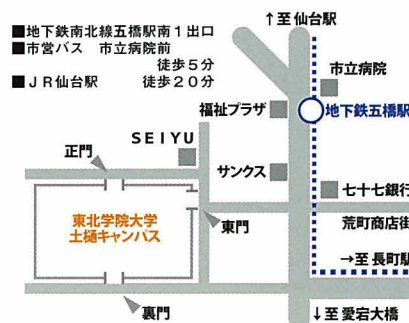 ■地下鉄南北線五橋駅南1出口
■市営バス 市立病院前
徒歩5分
■JR仙台駅 徒歩20分
↑至 仙台駅
市立病院
福祉プラザ
地下鉄五橋駅
SEIYU
正門
サンクス
七十七銀行
東北学院大学
土樋キャンパス
東門
荒町商店街
→至 長町駅
裏門
↓至 愛宕大橋